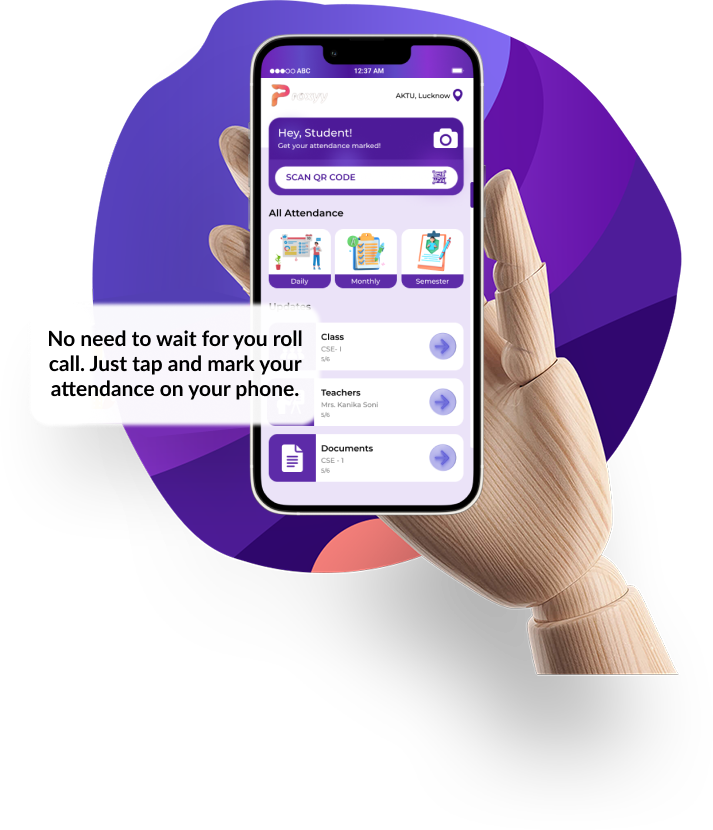 ABC
12:37 AM
AKTU, Lucknow
Hey, Student!
Get your attendance marked!
SCAN QR CODE
All Attendance
Daily
Monthly
Semester
Updates
No need to wait for you roll
call. Just tap and mark your
attendance on your phone.
Class
CSE- I
5/6
Teachers
Mrs. Kanika Soni
5/6
Documents
CSE - 1
5/6